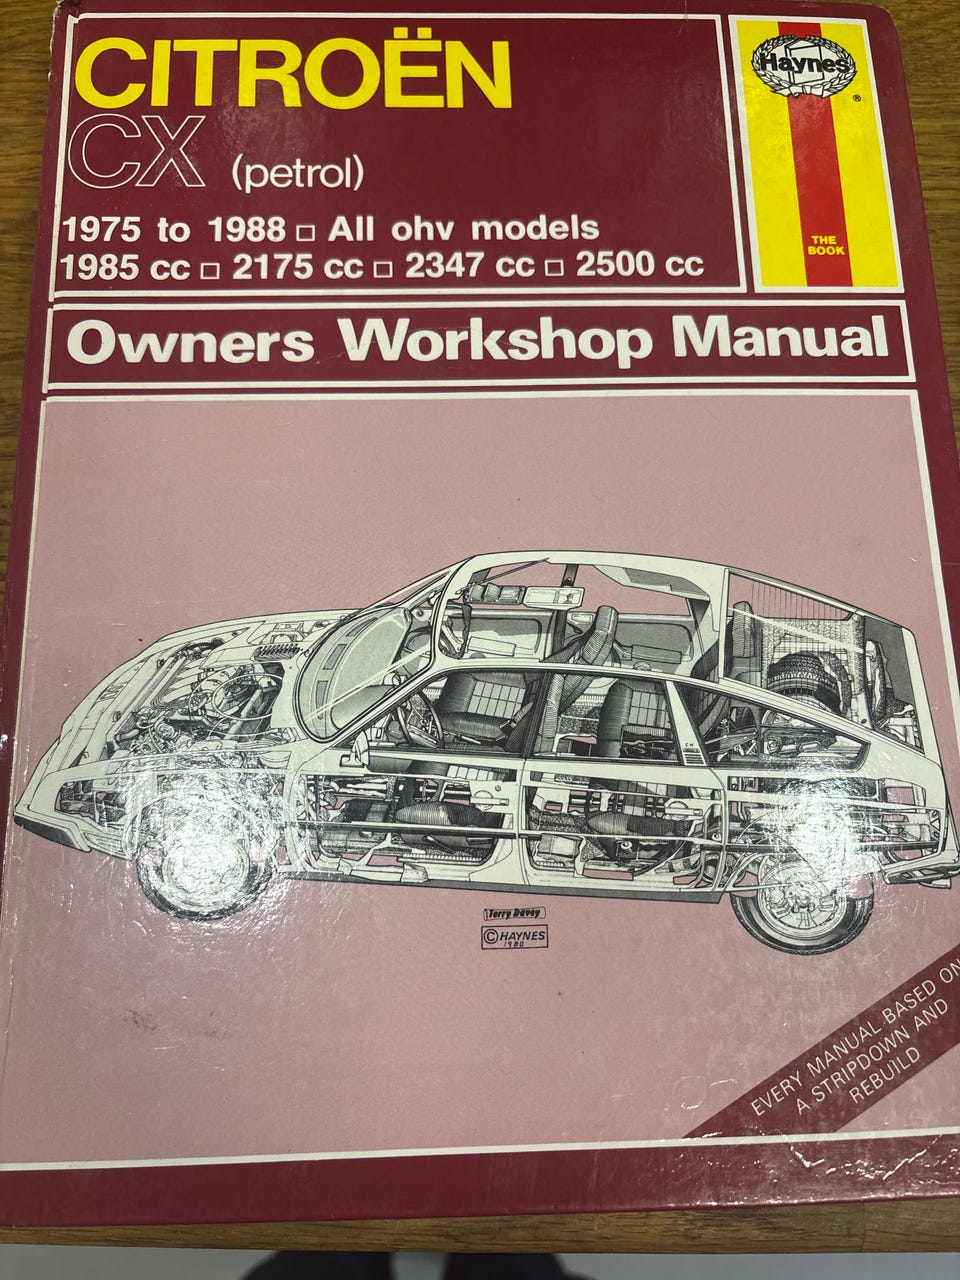 CITROËN
CX (petrol)
1975 to 1988 □ All ohv models
1985 cc □ 2175 cc □ 2347 cc □ 2500 cc
Haynes
®
THE
BOOK
Owners Workshop Manual
Terry Davey
© HAYNES
1980
EVERY MANUAL BASED ON
A STRIPDOWN AND
REBUILD